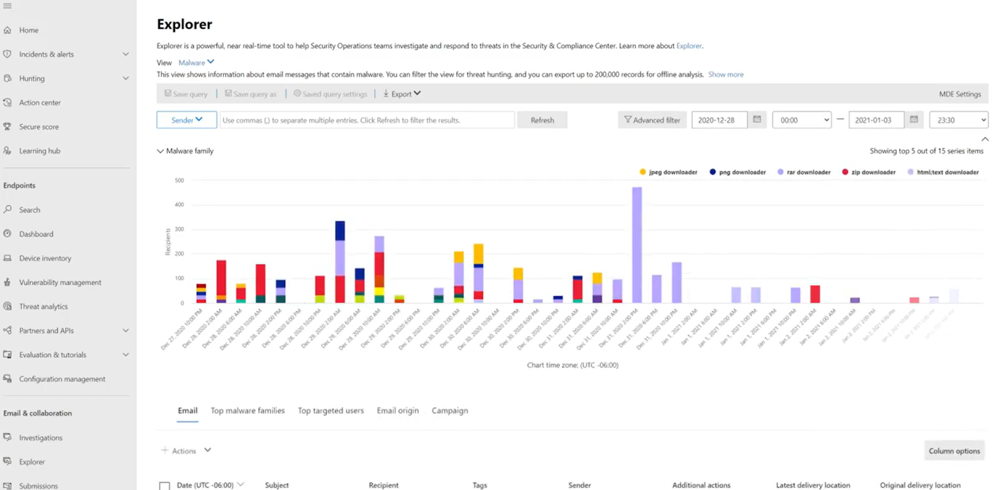 Home
Incidents & alerts
Hunting
Action center
Secure score
Learning hub
Endpoints
Search
Dashboard
Device inventory
Vulnerability management
Threat analytics
Partners and APIs
Evaluation & tutorials
Configuration management
Email & collaboration
Investigations
Explorer
Submissions
Explorer
Explorer is a powerful, near real-time tool to help Security Operations teams investigate and respond to threats in the Security & Compliance Center. Learn more about Explorer.
View Malware
This view shows information about email messages that contain malware. You can filter the view for threat hunting, and you can export up to 200,000 records for offline analysis. Show more
Save query | Save query as | Saved query settings | Export MDE Settings
Sender Use commas (,) to separate multiple entries. Click Refresh to filter the results. Refresh Advanced filter 2020-12-28 00:00 — 2021-01-03 23:30
Malware family Showing top 5 out of 15 series items
jpeg downloader png downloader rar downloader zip downloader html;text downloader
500
400
300
200
100
0
Recipients
Dec 27, 2020 10:00 PM
Dec 28, 2020 2:00 AM
Dec 28, 2020 6:00 AM
Dec 28, 2020 10:00 AM
Dec 28, 2020 2:00 PM
Dec 28, 2020 6:00 PM
Dec 28, 2020 10:00 PM
Dec 29, 2020 2:00 AM
Dec 29, 2020 6:00 AM
Dec 29, 2020 10:00 AM
Dec 29, 2020 2:00 PM
Dec 29, 2020 6:00 PM
Dec 29, 2020 10:00 PM
Dec 30, 2020 2:00 AM
Dec 30, 2020 6:00 AM
Dec 30, 2020 10:00 AM
Dec 30, 2020 2:00 PM
Dec 30, 2020 6:00 PM
Dec 30, 2020 10:00 PM
Dec 31, 2020 2:00 AM
Dec 31, 2020 6:00 AM
Dec 31, 2020 10:00 AM
Dec 31, 2020 2:00 PM
Dec 31, 2020 6:00 PM
Dec 31, 2020 10:00 PM
Jan 1, 2021 2:00 AM
Jan 1, 2021 6:00 AM
Jan 1, 2021 10:00 AM
Jan 1, 2021 2:00 PM
Jan 1, 2021 6:00 PM
Jan 1, 2021 10:00 PM
Jan 2, 2021 2:00 AM
Jan 2, 2021 6:00 AM
Jan 2, 2021 10:00 AM
Jan 2, 2021 2:00 PM
Jan 2, 2021 6:00 PM
Jan 2, 2021 10:00 PM
Chart time zone: (UTC -06:00)
Email Top malware families Top targeted users Email origin Campaign
+ Actions Column options
Date (UTC -06:00) Subject Recipient Tags Sender Additional actions Latest delivery location Original delivery location